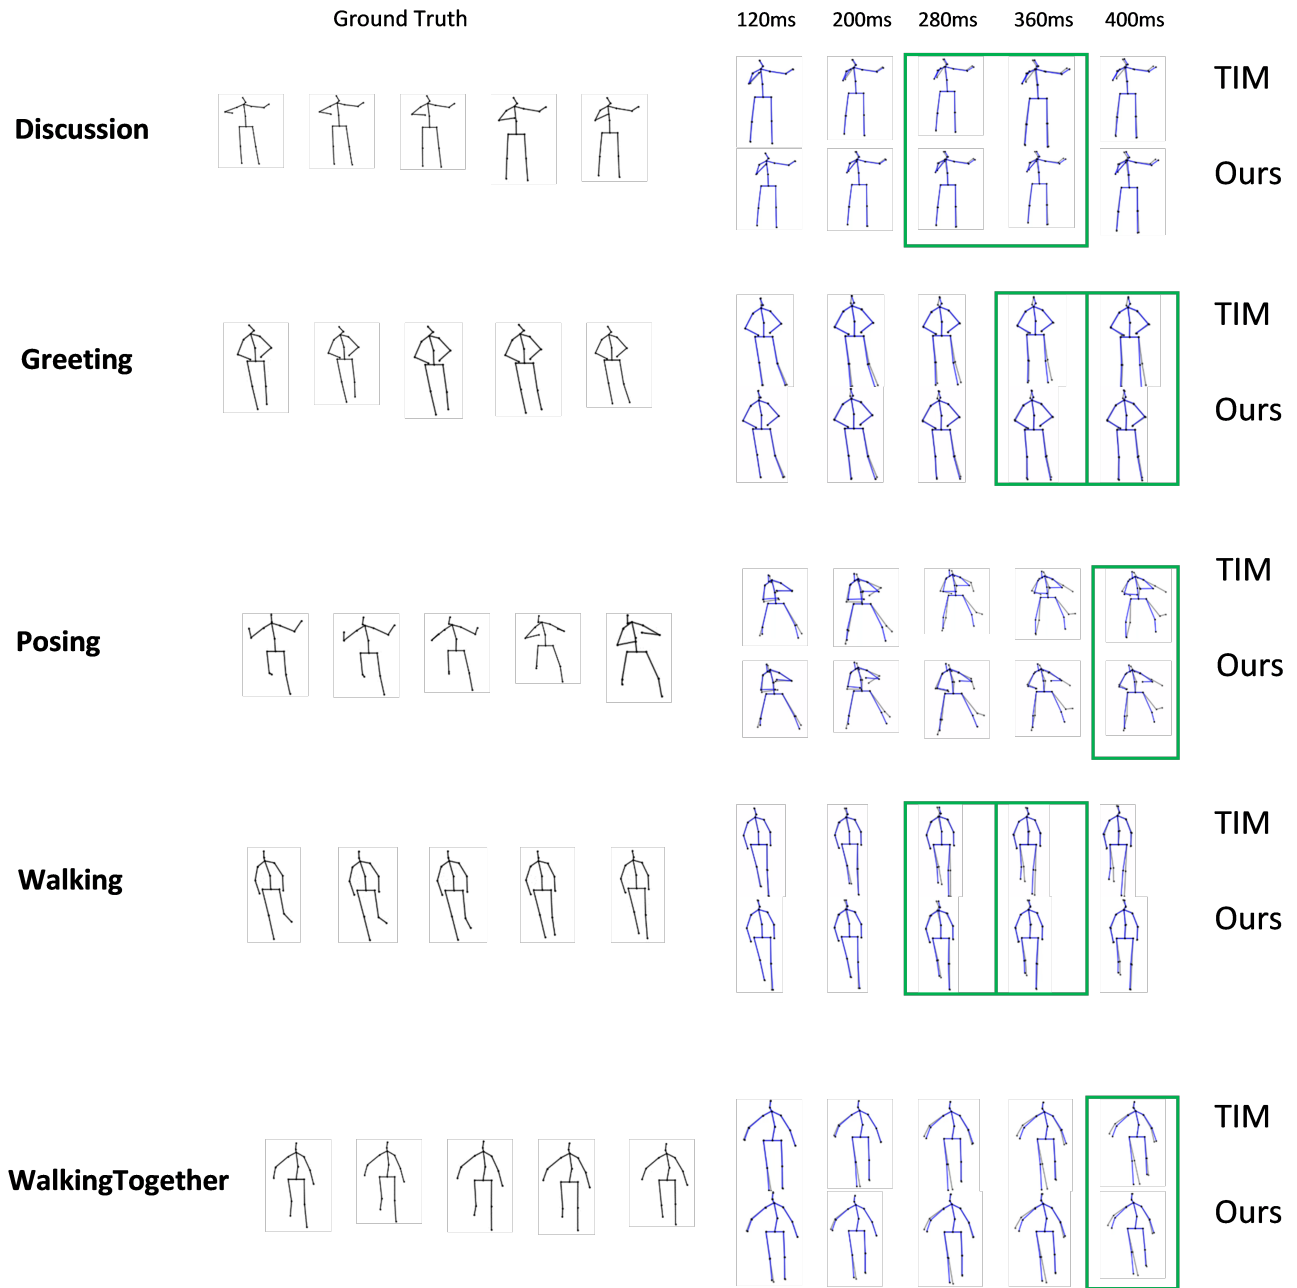 Ground Truth 120ms 200ms 280ms 360ms 400ms
TIM
Discussion
Ours
TIM
Greeting
Ours
TIM
Posing
Ours
TIM
Walking
Ours
TIM
WalkingTogether
Ours